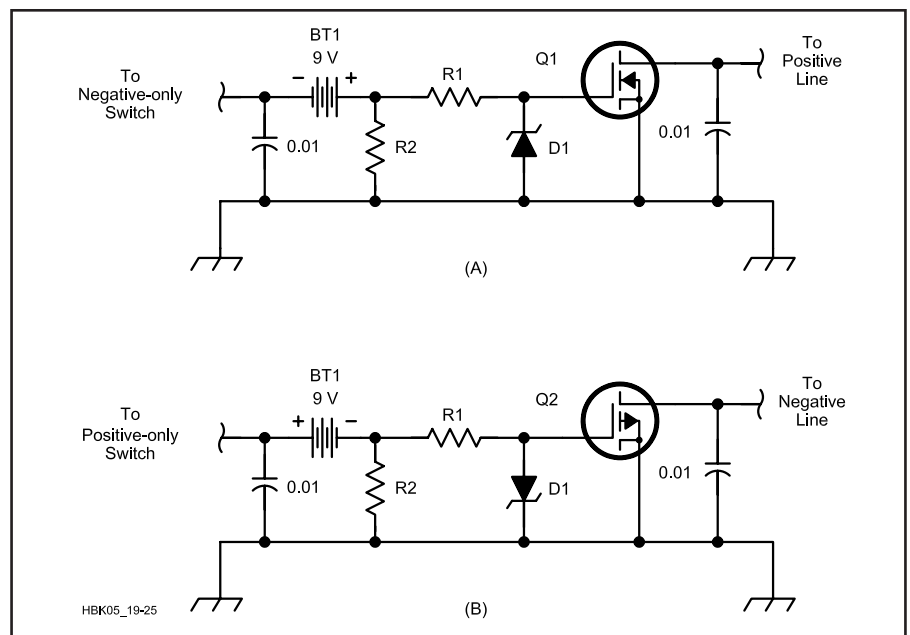 BT1
9 V
To
Negative-only
Switch
− +
R1
Q1
To
Positive
Line
0.01
R2
D1
0.01
(A)
BT1
9 V
To
Positive-only
Switch
+ −
R1
Q2
To
Negative
Line
0.01
R2
D1
0.01
HBK05_19-25
(B)